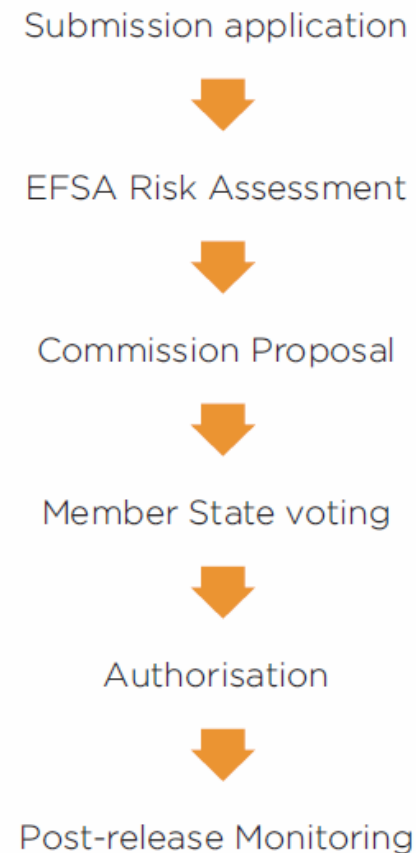 Submission application
EFSA Risk Assessment
Commission Proposal
Member State voting
Authorisation
Post-release Monitoring